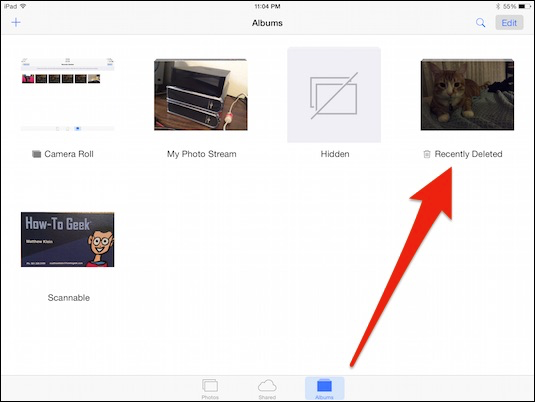 iPad
11:04 PM
55%
Albums
Edit
Camera Roll
My Photo Stream
Hidden
Recently Deleted
How-To Geek
Matthew Klein
Scannable
Photos
Shared
Albums